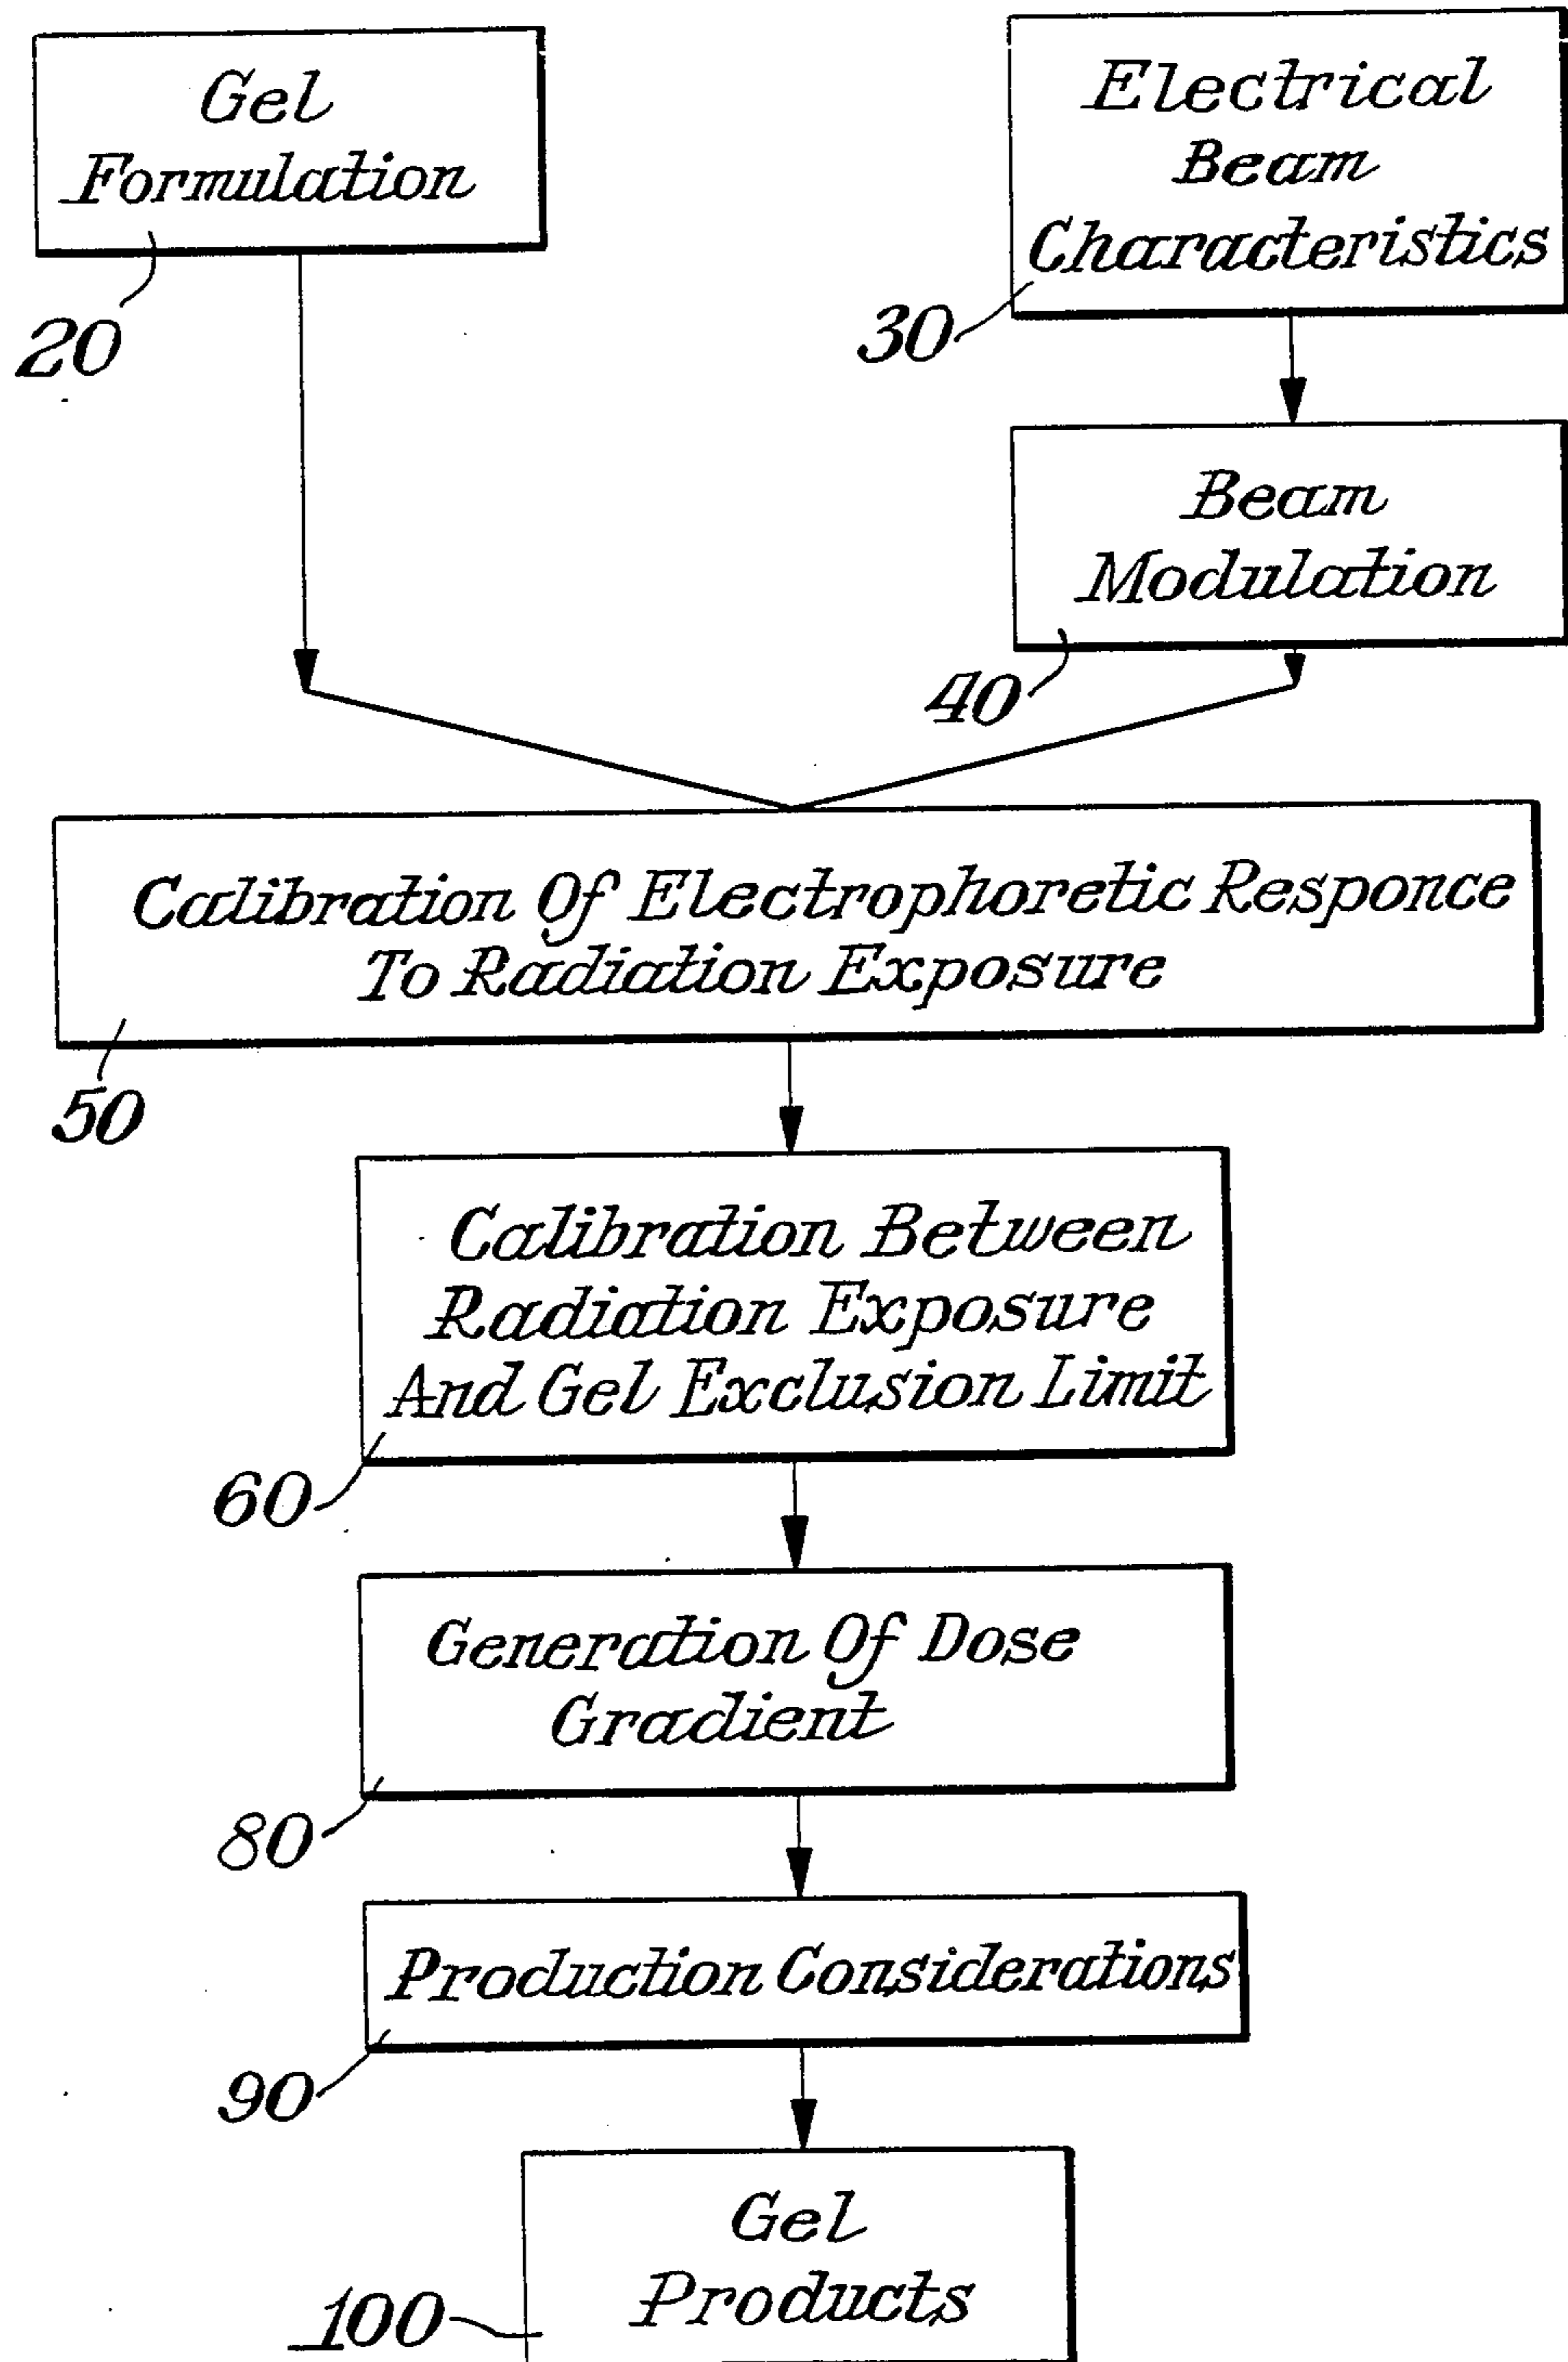 Gel
Formulation
20
Electrical
Beam
Characteristics
30
Beam
Modulation
40
Calibration Of Electrophoretic Responce
To Radiation Exposure
50
Calibration Between
Radiation Exposure
And Gel Exclusion Limit
60
Generation Of Dose
Gradient
80
Production Considerations
90
Gel
Products
100